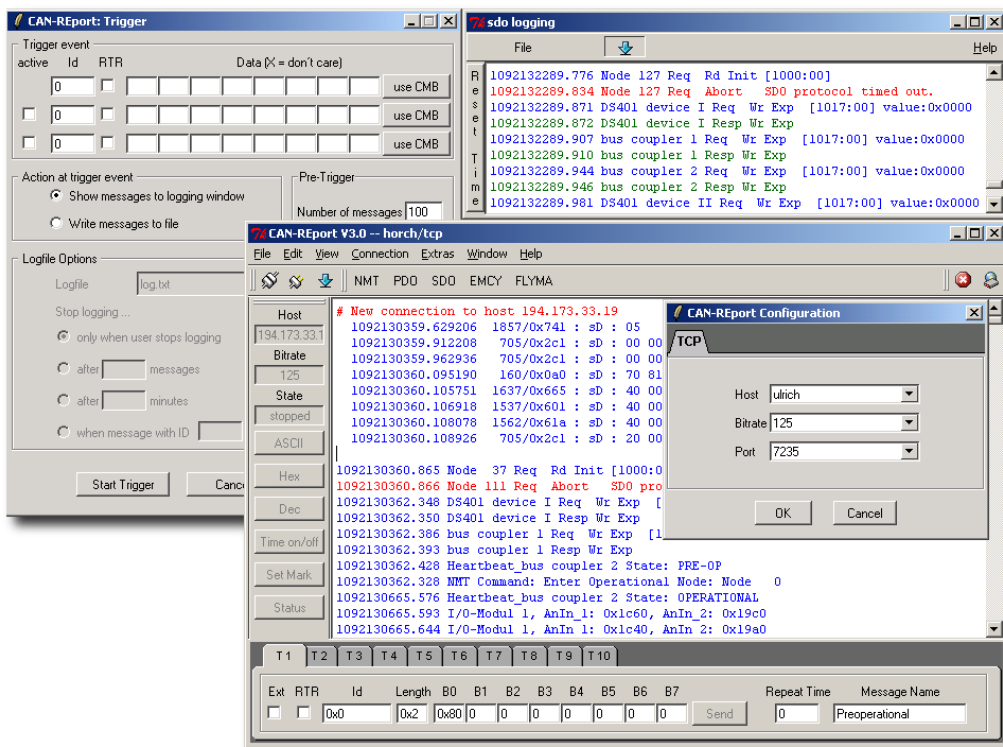 CAN-REport: Trigger
Trigger event
active Id RTR Data (X = don't care)
0 use CMB
0 use CMB
0 use CMB
Action at trigger event
Show messages to logging window
Write messages to file
Pre-Trigger
Number of messages 100
Logfile Options
Logfile log.txt
Stop logging ...
only when user stops logging
after messages
after minutes
when message with ID
Start Trigger
sdo logging
File Help
Reset Time
1092132289.776 Node 127 Req Rd Init [1000:00]
1092132289.834 Node 127 Req Abort SDO protocol timed out.
1092132289.871 DS401 device I Req Wr Exp [1017:00] value:0x0000
1092132289.872 DS401 device I Resp Wr Exp
1092132289.907 bus coupler 1 Req Wr Exp [1017:00] value:0x0000
1092132289.910 bus coupler 1 Resp Wr Exp
1092132289.944 bus coupler 2 Req Wr Exp [1017:00] value:0x0000
1092132289.946 bus coupler 2 Resp Wr Exp
1092132289.981 DS401 device II Req Wr Exp [1017:00] value:0x0000
CAN-REport V3.0 -- horch/tcp
File Edit View Connection Extras Window Help
NMT PDO SDO EMCY FLYMA
Host
194.173.33.1
Bitrate
125
State
stopped
ASCII
Hex
Dec
Time on/off
Set Mark
Status
# New connection to host 194.173.33.19
1092130359.629206 1857/0x741 : sD : 05
1092130359.912208 705/0x2c1 : sD : 00 00
1092130359.962936 705/0x2c1 : sD : 00 00
1092130360.095190 160/0x0a0 : sD : 70 81
1092130360.105751 1637/0x665 : sD : 40 00
1092130360.106918 1537/0x601 : sD : 40 00
1092130360.108078 1562/0x61a : sD : 40 00
1092130360.108926 705/0x2c1 : sD : 20 00
1092130360.865 Node 37 Req Rd Init [1000:0
1092130360.866 Node 111 Req Abort SDO pro
1092130362.348 DS401 device I Req Wr Exp [
1092130362.350 DS401 device I Resp Wr Exp
1092130362.386 bus coupler 1 Req Wr Exp [1
1092130362.393 bus coupler 1 Resp Wr Exp
1092130362.428 Heartbeat_bus coupler 2 State: PRE-OP
1092130662.328 NMT Command: Enter Operational Node: Node 0
1092130665.576 Heartbeat_bus coupler 2 State: OPERATIONAL
1092130665.593 I/O-Modul 1, AnIn_1: 0x1c60, AnIn_2: 0x19c0
1092130665.644 I/O-Modul 1, AnIn 1: 0x1c40, AnIn 2: 0x19a0
CAN-REport Configuration
TCP
Host ulrich
Bitrate 125
Port 7235
OK Cancel
T 1 T 2 T 3 T 4 T 5 T 6 T 7 T 8 T 9 T 10
Ext RTR Id Length B0 B1 B2 B3 B4 B5 B6 B7 Repeat Time Message Name
0x0 0x2 0x80 0 0 0 0 0 0 0 Send 0 Preoperational